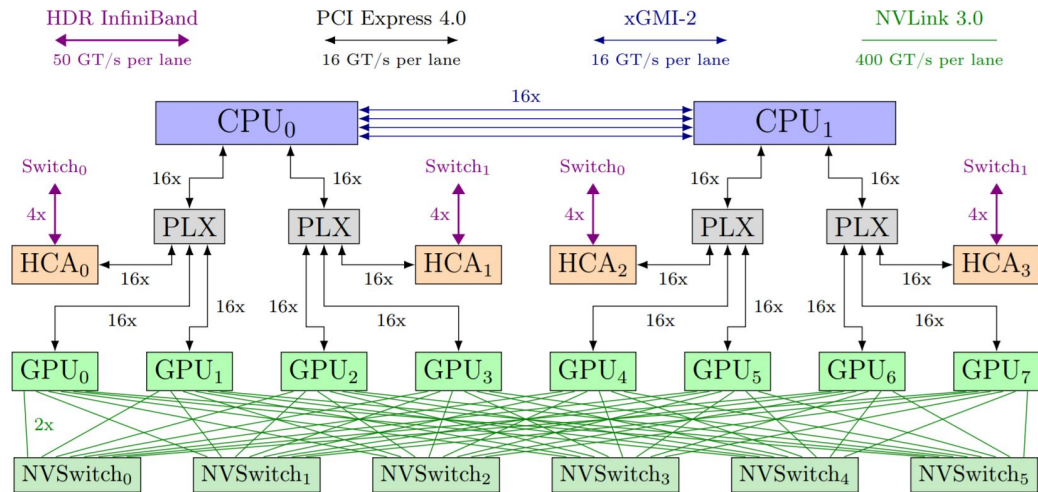 HDR InfiniBand
PCI Express 4.0
xGMI-2
NVLink 3.0
50 GT/s per lane
16 GT/s per lane
16 GT/s per lane
400 GT/s per lane
16x
CPU₀
CPU₁
Switch₀
16x
16x
Switch₁
Switch₀
16x
16x
Switch₁
4x
PLX
PLX
4x
4x
PLX
PLX
4x
HCA₀
16x
16x
HCA₁
HCA₂
16x
16x
HCA₃
16x
16x
16x
16x
16x
16x
16x
16x
GPU₀
GPU₁
GPU₂
GPU₃
GPU₄
GPU₅
GPU₆
GPU₇
2x
NVSwitch₀
NVSwitch₁
NVSwitch₂
NVSwitch₃
NVSwitch₄
NVSwitch₅